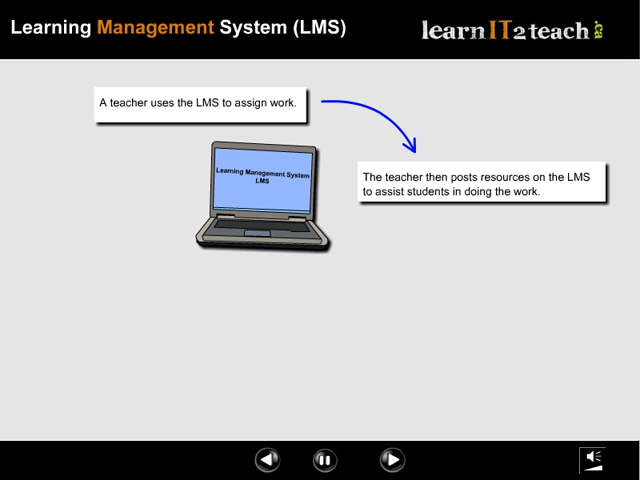 Learning Management System (LMS)
learnIT2teach.ca
A teacher uses the LMS to assign work.
Learning Management System
LMS
The teacher then posts resources on the LMS
to assist students in doing the work.